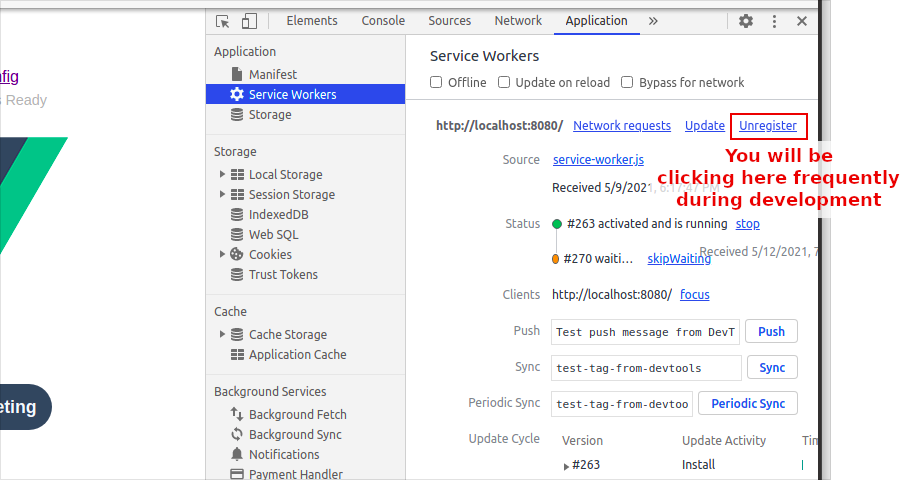 Elements Console Sources Network Application »
Application
Manifest
Service Workers
Storage
Storage
Local Storage
Session Storage
IndexedDB
Web SQL
Cookies
Trust Tokens
Cache
Cache Storage
Application Cache
Background Services
Background Fetch
Background Sync
Notifications
Payment Handler
nfig
s Ready
eting
Service Workers
Offline Update on reload Bypass for network
http://localhost:8080/ Network requests Update Unregister
You will be
clicking here frequently
during development
Source service-worker.js
Received 5/9/2021, 6:17:47 PM
Status #263 activated and is running stop
Received 5/12/2021, 7
#270 waiti… skipWaiting
Clients http://localhost:8080/ focus
Push Test push message from DevT Push
Sync test-tag-from-devtools Sync
Periodic Sync test-tag-from-devtoo Periodic Sync
Update Cycle Version Update Activity Tim
#263 Install